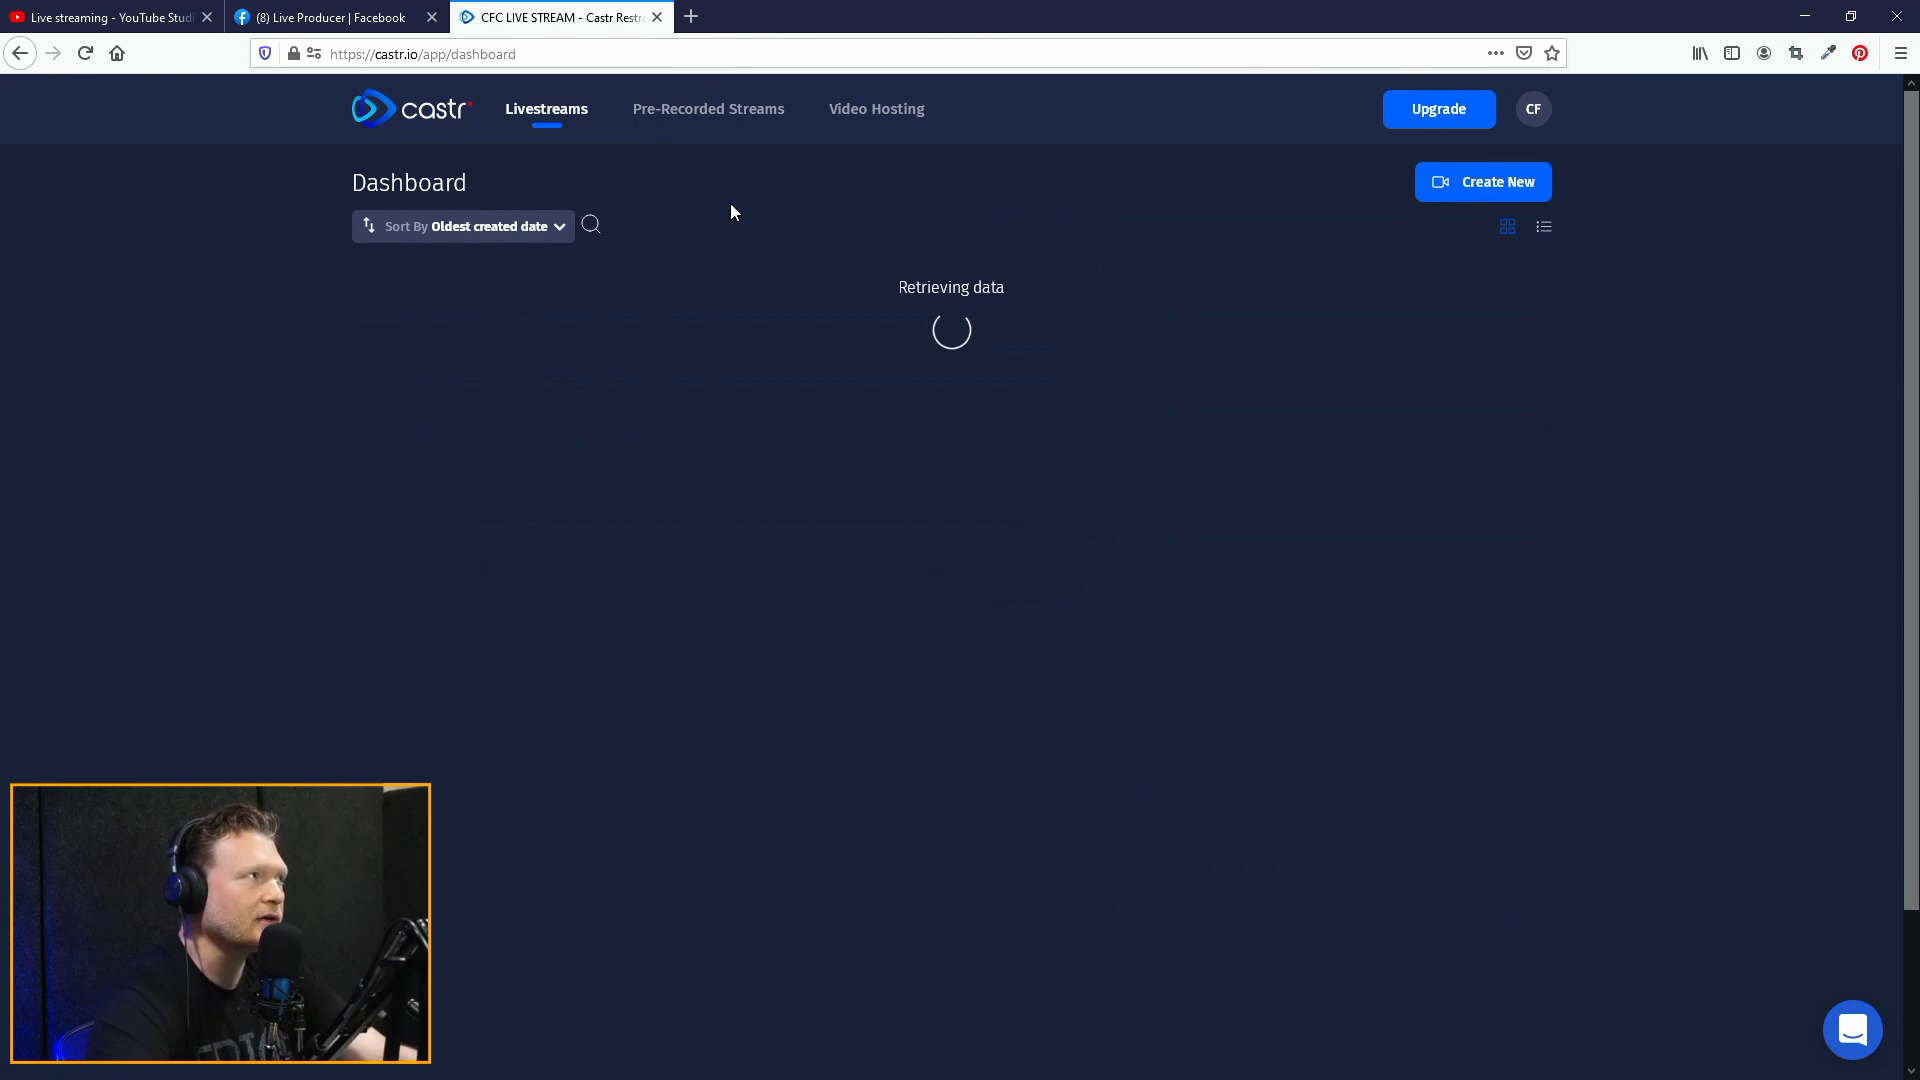 Live streaming - YouTube Studi
(8) Live Producer | Facebook
CFC LIVE STREAM - Castr Restre
https://castr.io/app/dashboard
castr
Livestreams
Pre-Recorded Streams
Video Hosting
Upgrade
CF
Dashboard
Create New
Sort By Oldest created date
Retrieving data